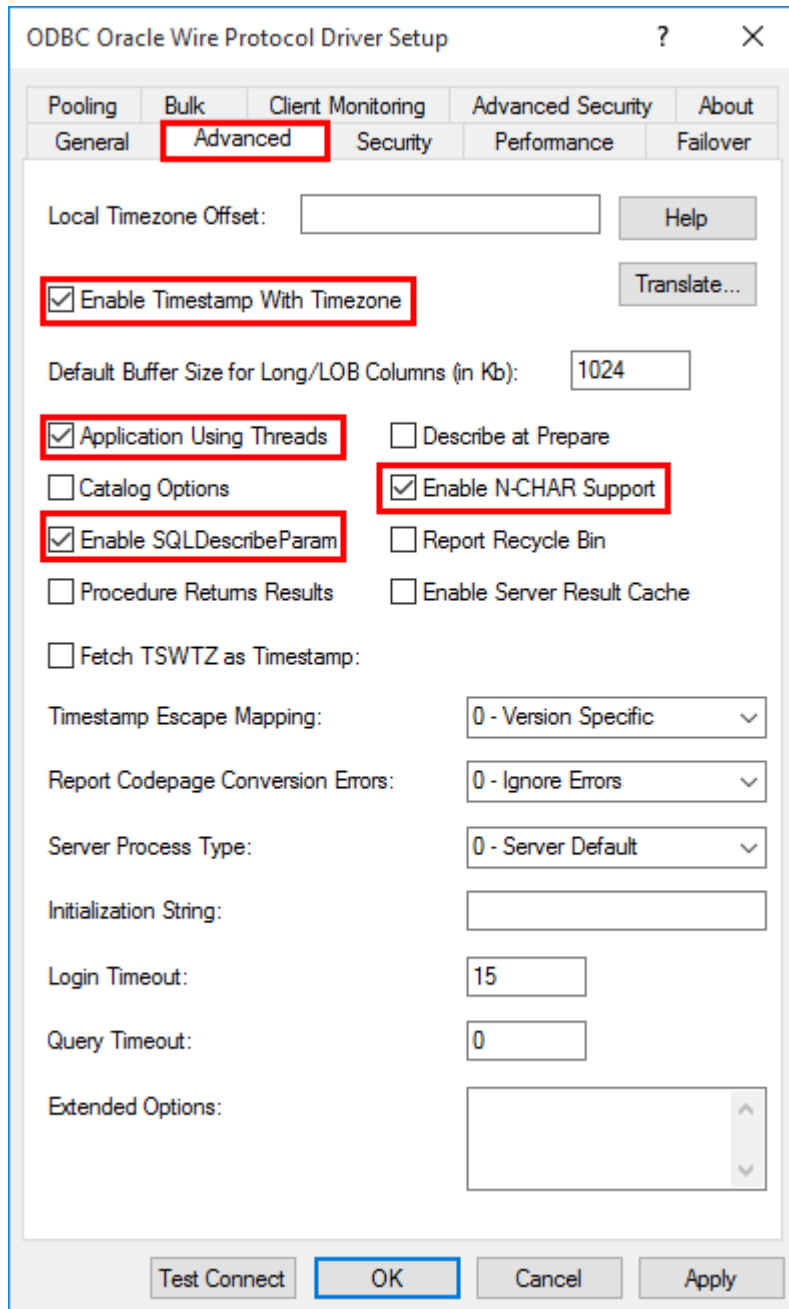 ODBC Oracle Wire Protocol Driver Setup ?
Pooling Bulk Client Monitoring Advanced Security About
General Advanced Security Performance Failover
Local Timezone Offset: Help
Enable Timestamp With Timezone Translate...
Default Buffer Size for Long/LOB Columns (in Kb): 1024
Application Using Threads Describe at Prepare
Catalog Options Enable N-CHAR Support
Enable SQLDescribeParam Report Recycle Bin
Procedure Returns Results Enable Server Result Cache
Fetch TSWTZ as Timestamp:
Timestamp Escape Mapping: 0 - Version Specific
Report Codepage Conversion Errors: 0 - Ignore Errors
Server Process Type: 0 - Server Default
Initialization String:
Login Timeout: 15
Query Timeout: 0
Extended Options:
Test Connect OK Cancel Apply